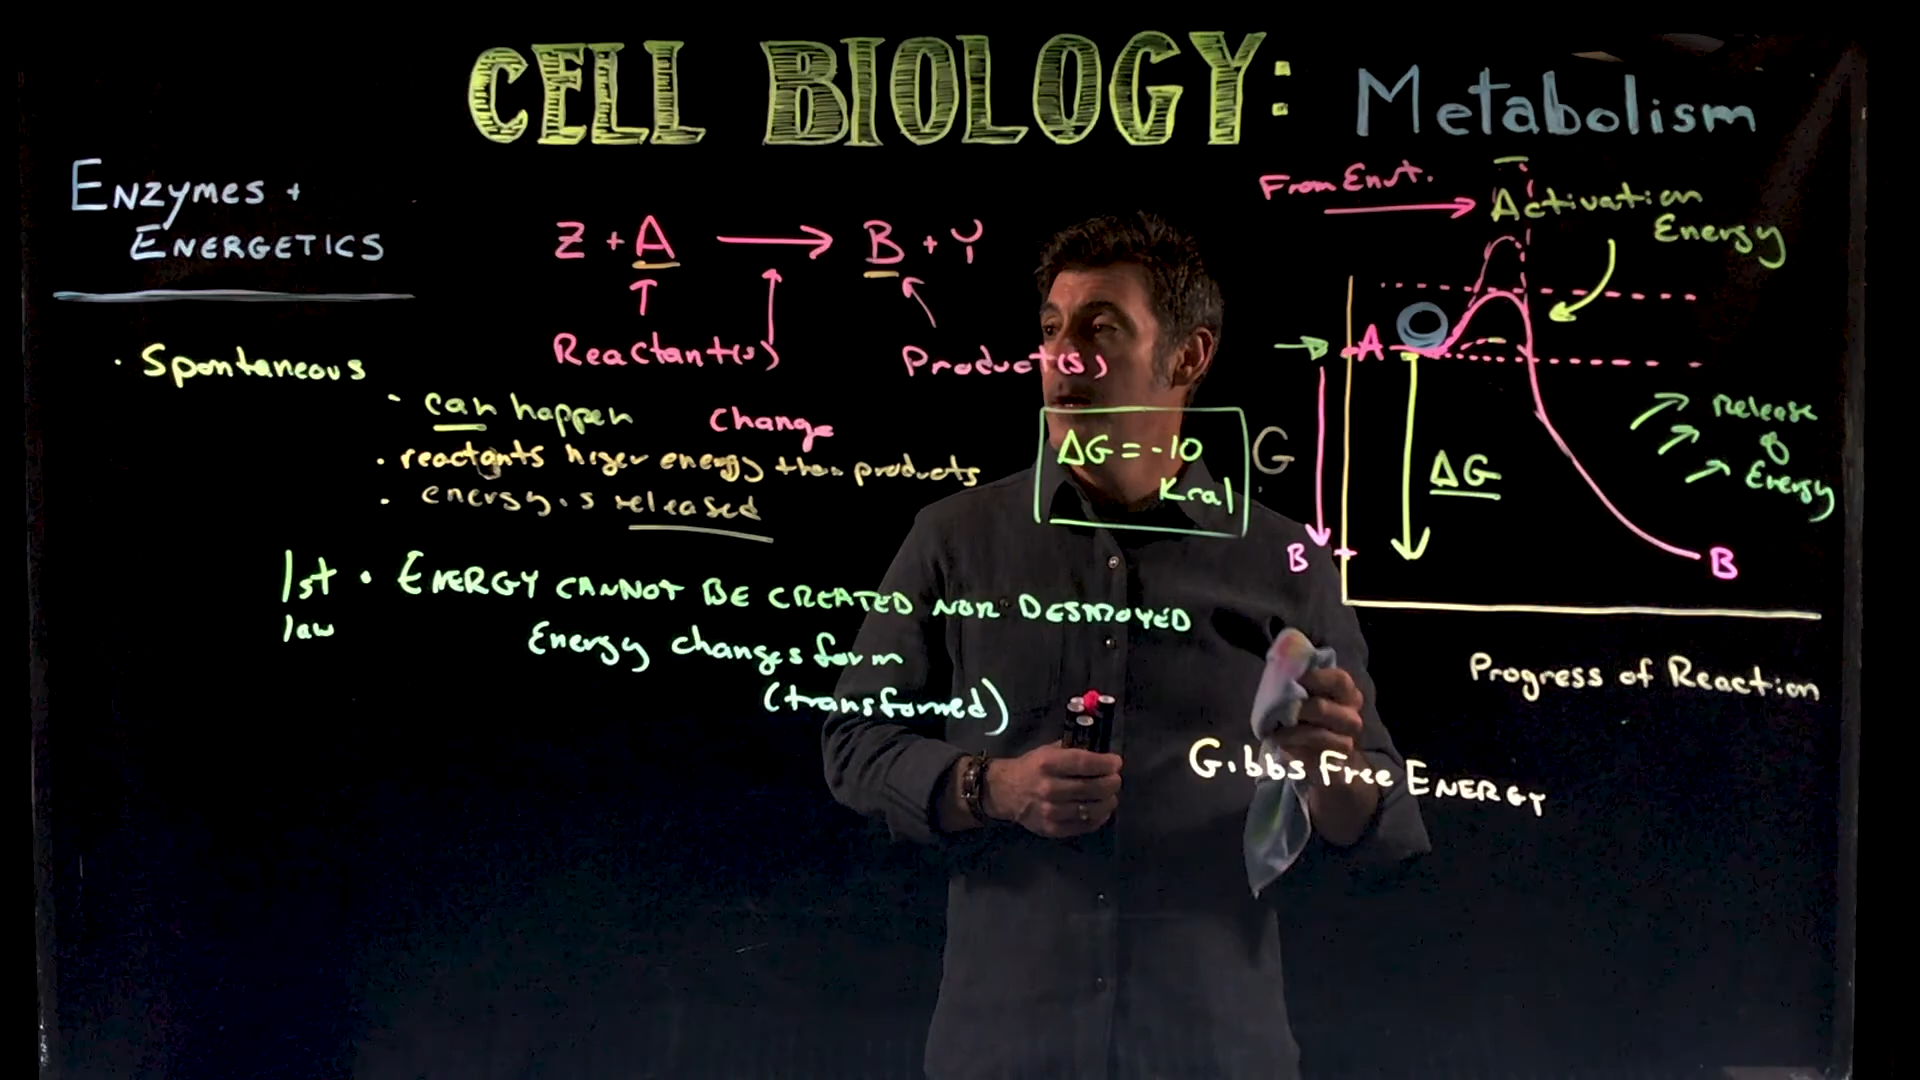 CELL BIOLOGY: Metabolism
Enzymes +
ENERGETICS
Z + A → B + Y
Reactant(s)
Product(s)
· Spontaneous
· can happen
change
· reactants higer energy than products
· energy is released
1st law
· ENERGY CANNOT BE CREATED NOR DESTROYED
Energy changes form
(transformed)
ΔG = -10
Kcal
From Envt.
Activation
Energy
A
G
ΔG
B
B
Release
of
Energy
Progress of Reaction
Gibbs Free ENERGY